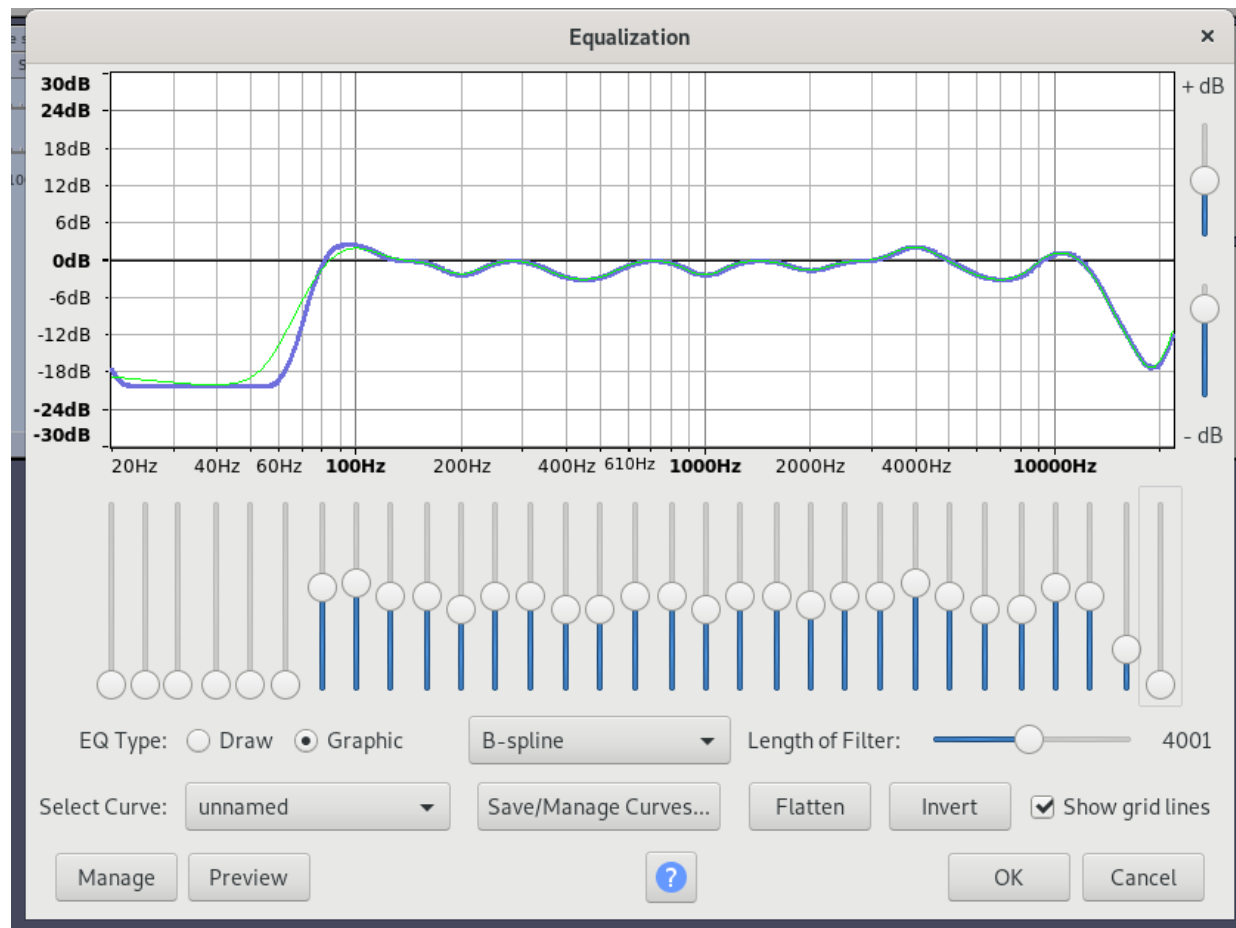 Equalization
×
30dB
24dB
18dB
12dB
6dB
0dB
-6dB
-12dB
-18dB
-24dB
-30dB
+ dB
- dB
20Hz 40Hz 60Hz 100Hz 200Hz 400Hz 610Hz 1000Hz 2000Hz 4000Hz 10000Hz
EQ Type: Draw Graphic B-spline Length of Filter: 4001
Select Curve: unnamed Save/Manage Curves... Flatten Invert Show grid lines
Manage Preview ? OK Cancel